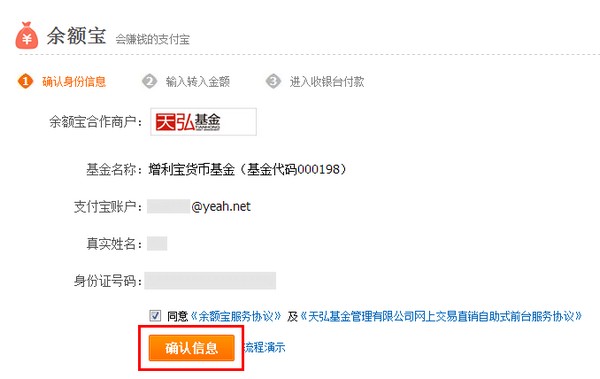 余额宝 会赚钱的支付宝
1 确认身份信息 2 输入转入金额 3 进入收银台付款
余额宝合作商户： 天弘基金
基金名称： 增利宝货币基金（基金代码000198）
支付宝账户： @yeah.net
真实姓名：
身份证号码：
同意《余额宝服务协议》及《天弘基金管理有限公司网上交易直销自助式前台服务协议》
确认信息 流程演示